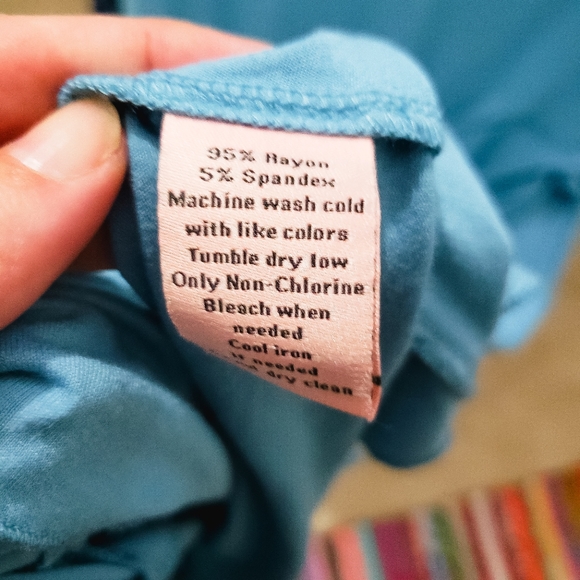 95% Rayon
5% Spandex
Machine wash cold
with like colors
Tumble dry low
Only Non-Chlorine
Bleach when
needed
Cool iron
needed
dry clean